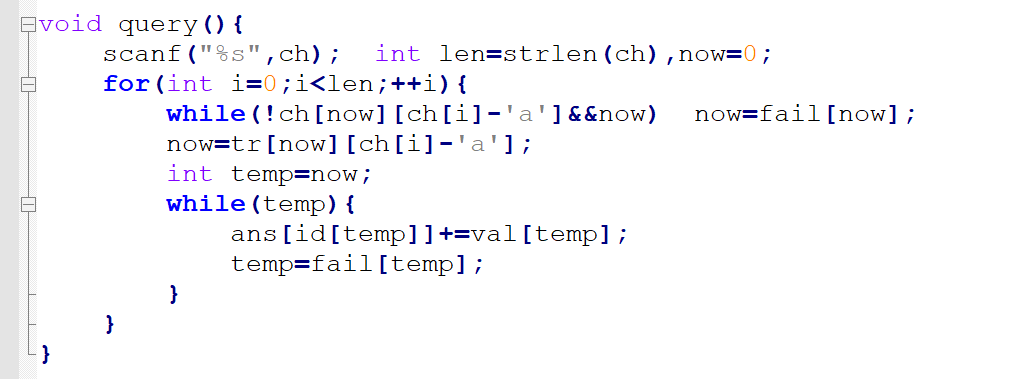 void query(){
scanf("%s",ch);  int len=strlen(ch),now=0;
for(int i=0;i<len;++i){
while(!ch[now][ch[i]-'a']&&now)  now=fail[now];
now=tr[now][ch[i]-'a'];
int temp=now;
while(temp){
ans[id[temp]]+=val[temp];
temp=fail[temp];
}
}
}